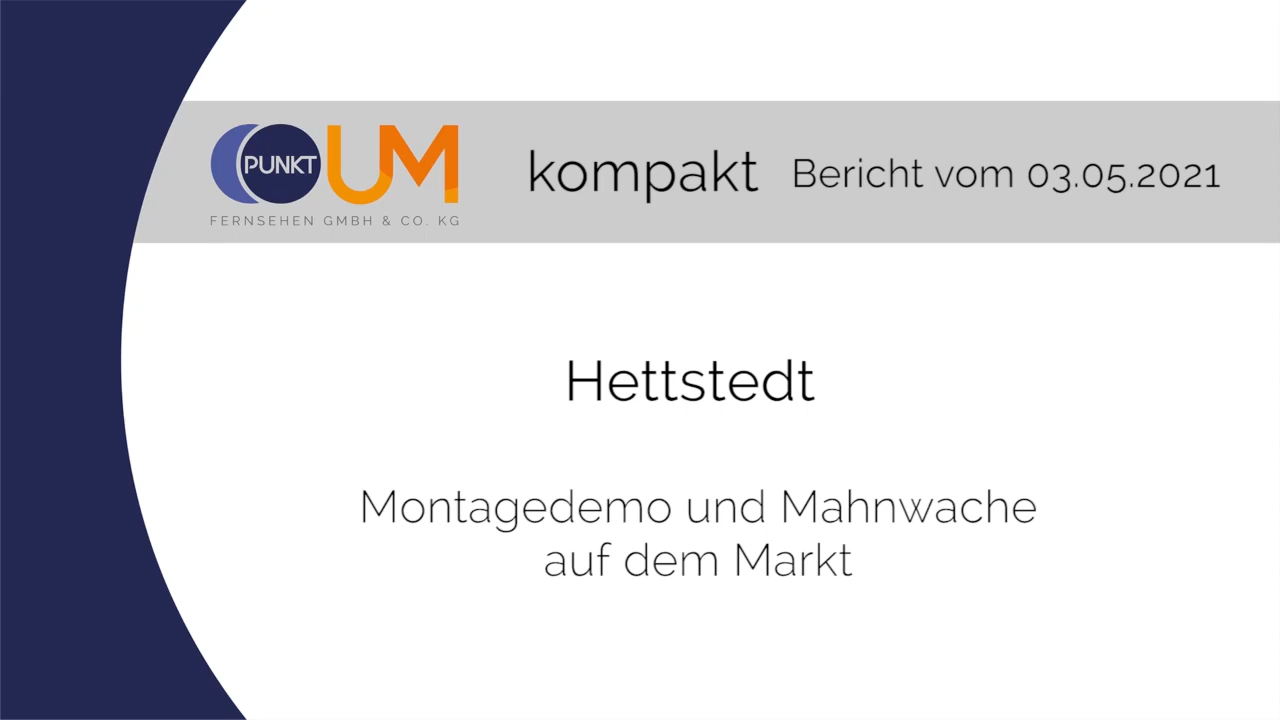 PUNKT UM
FERNSEHEN GMBH & CO. KG
kompakt Bericht vom 03.05.2021
Hettstedt
Montagedemo und Mahnwache
auf dem Markt